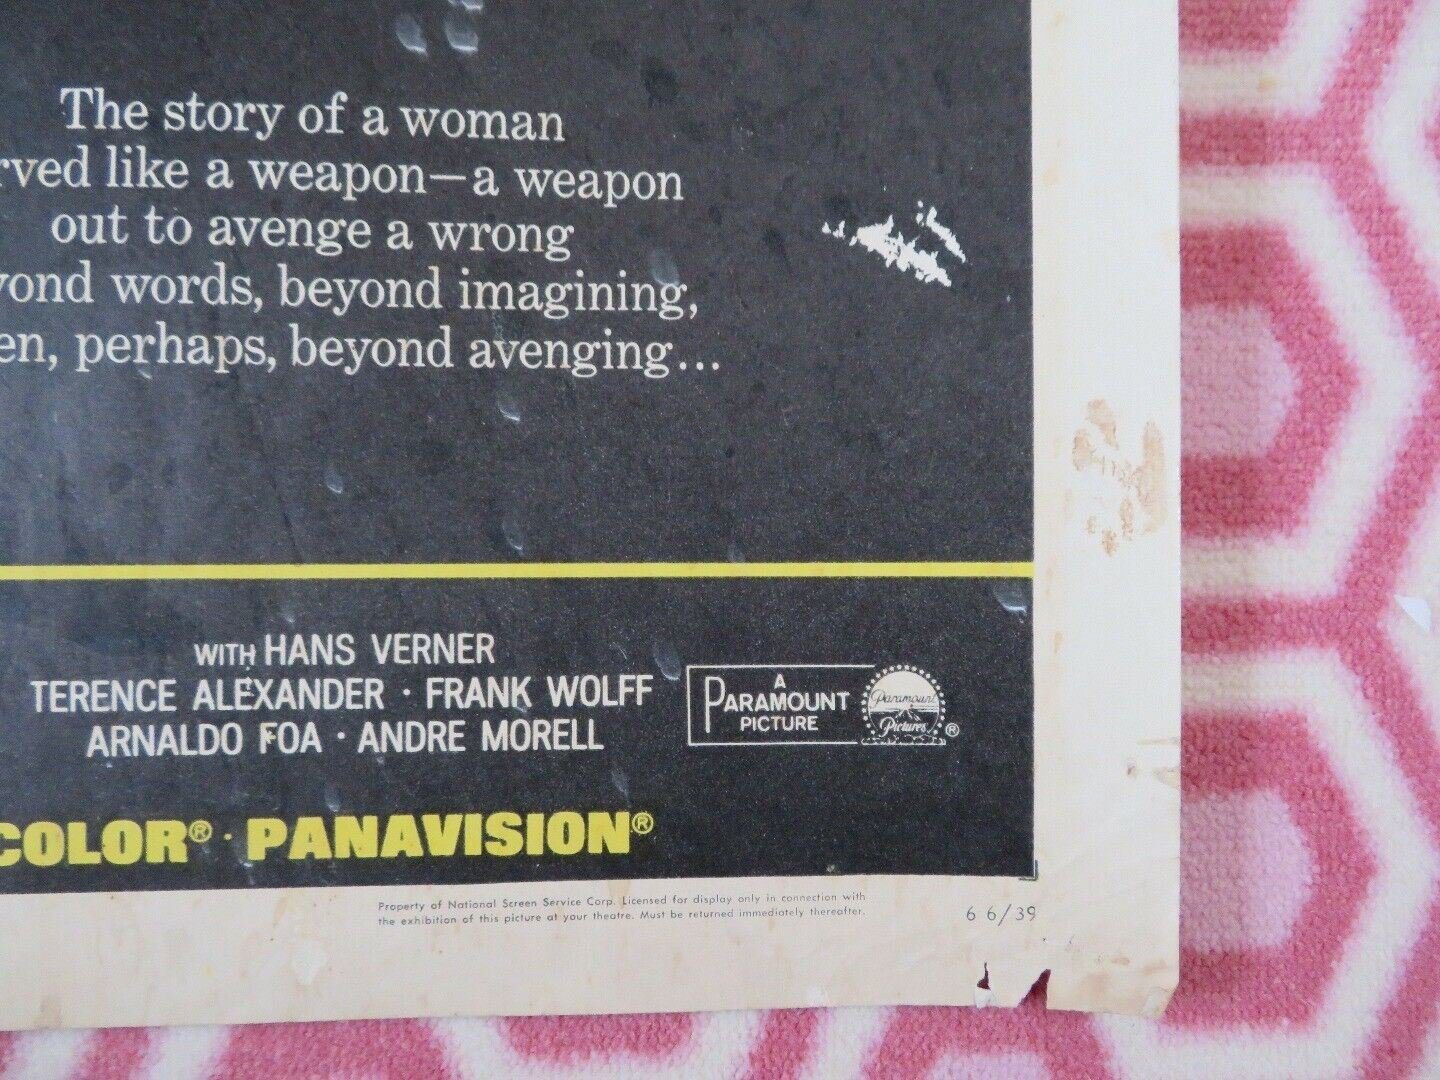 The story of a woman
rved like a weapon—a weapon
out to avenge a wrong
yond words, beyond imagining,
en, perhaps, beyond avenging...
WITH HANS VERNER
TERENCE ALEXANDER · FRANK WOLFF
ARNALDO FOA · ANDRE MORELL
A
PARAMOUNT
PICTURE
Paramount
Pictures
®
COLOR® · PANAVISION®
Property of National Screen Service Corp. Licensed for display only in connection with
the exhibition of this picture at your theatre. Must be returned immediately thereafter.
66/39